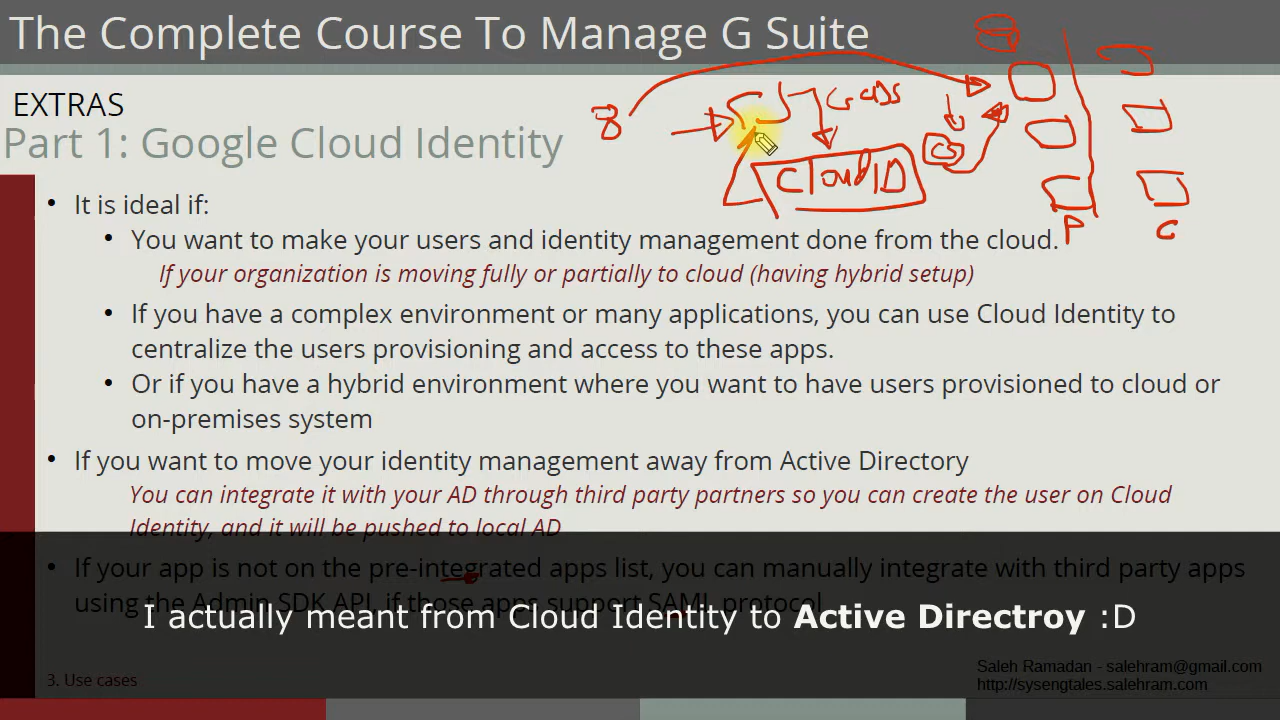 The Complete Course To Manage G Suite
EXTRAS
Part 1: Google Cloud Identity
• It is ideal if:
• You want to make your users and identity management done from the cloud.
If your organization is moving fully or partially to cloud (having hybrid setup)
• If you have a complex environment or many applications, you can use Cloud Identity to
centralize the users provisioning and access to these apps.
• Or if you have a hybrid environment where you want to have users provisioned to cloud or
on-premises system
• If you want to move your identity management away from Active Directory
You can integrate it with your AD through third party partners so you can create the user on Cloud
Identity, and it will be pushed to local AD
• If your app is not on the pre-integrated apps list, you can manually integrate with third party apps
using the Admin SDK API, if those apps support SAML protocol
I actually meant from Cloud Identity to Active Directroy :D
3. Use cases
Saleh Ramadan - salehram@gmail.com
http://sysengtales.salehram.com
Cloud ID
P
C